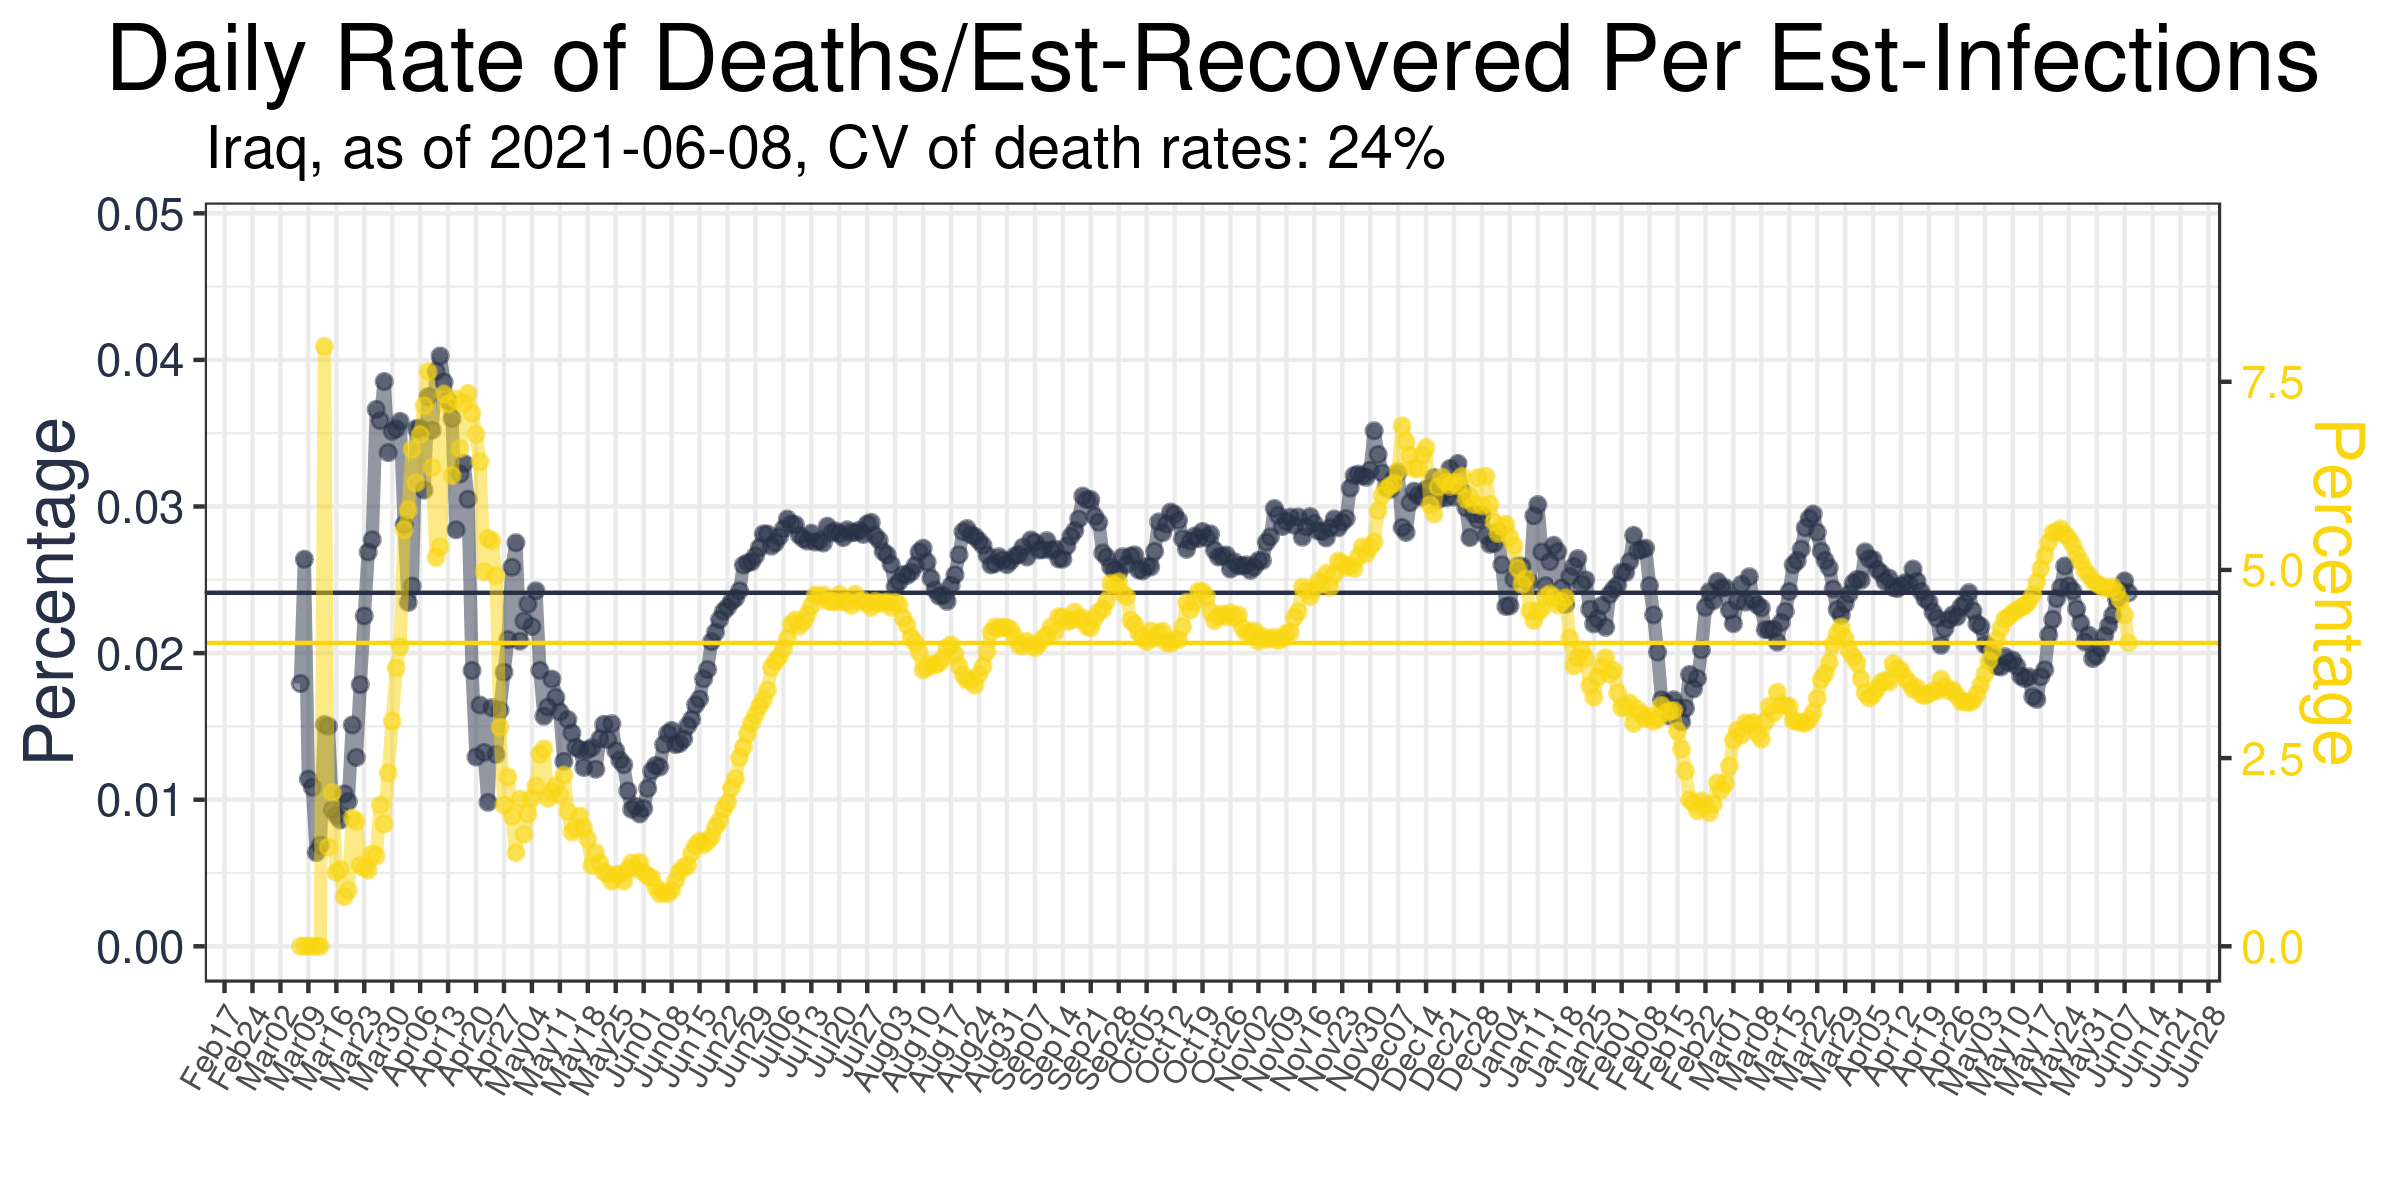 Daily Rate of Deaths/Est-Recovered Per Est-Infections
Iraq, as of 2021-06-08, CV of death rates: 24%
0.05
0.04
0.03
0.02
0.01
0.00
Percentage
7.5
5.0
2.5
0.0
Percentage
Feb17
Feb24
Mar02
Mar09
Mar16
Mar23
Mar30
Apr06
Apr13
Apr20
Apr27
May04
May11
May18
May25
Jun01
Jun08
Jun15
Jun22
Jun29
Jul06
Jul13
Jul20
Jul27
Aug03
Aug10
Aug17
Aug24
Aug31
Sep07
Sep14
Sep21
Sep28
Oct05
Oct12
Oct19
Oct26
Nov02
Nov09
Nov16
Nov23
Nov30
Dec07
Dec14
Dec21
Dec28
Jan04
Jan11
Jan18
Jan25
Feb01
Feb08
Feb15
Feb22
Mar01
Mar08
Mar15
Mar22
Mar29
Apr05
Apr12
Apr19
Apr26
May03
May10
May17
May24
May31
Jun07
Jun14
Jun21
Jun28